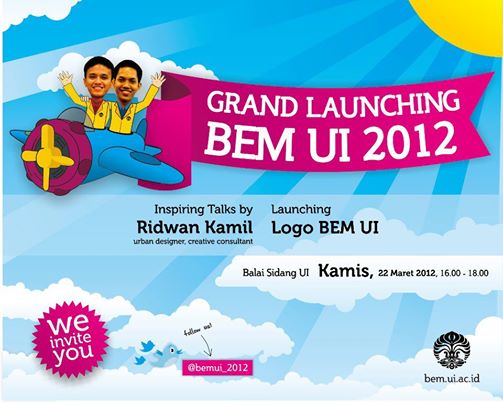 GRAND LAUNCHING
BEM UI 2012
Inspiring Talks by
Ridwan Kamil
urban designer, creative consultant
Launching
Logo BEM UI
Balai Sidang UI Kamis, 22 Maret 2012, 16.00 - 18.00
we
invite
you
follow us!
@bemui_2012
bem.ui.ac.id